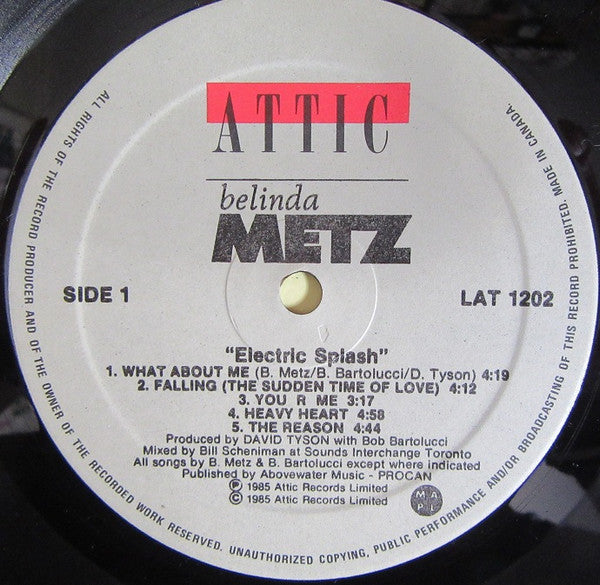 ATTIC
belinda
METZ
SIDE 1
LAT 1202
"Electric Splash"
1. WHAT ABOUT ME (B. Metz/B. Bartolucci/D. Tyson) 4:19
2. FALLING (THE SUDDEN TIME OF LOVE) 4:12
3. YOU R ME 3:17
4. HEAVY HEART 4:58
5. THE REASON 4:44
Produced by DAVID TYSON with Bob Bartolucci
Mixed by Bill Scheniman at Sounds Interchange Toronto
All songs by B. Metz & B. Bartolucci except where indicated
Published by Abovewater Music - PROCAN
Ⓟ 1985 Attic Records Limited
© 1985 Attic Records Limited
M A P L
ALL RIGHTS OF THE RECORD PRODUCER AND OF THE OWNER OF THE RECORDED WORK RESERVED. UNAUTHORIZED COPYING, PUBLIC PERFORMANCE AND/OR BROADCASTING OF THIS RECORD PROHIBITED. MADE IN CANADA.